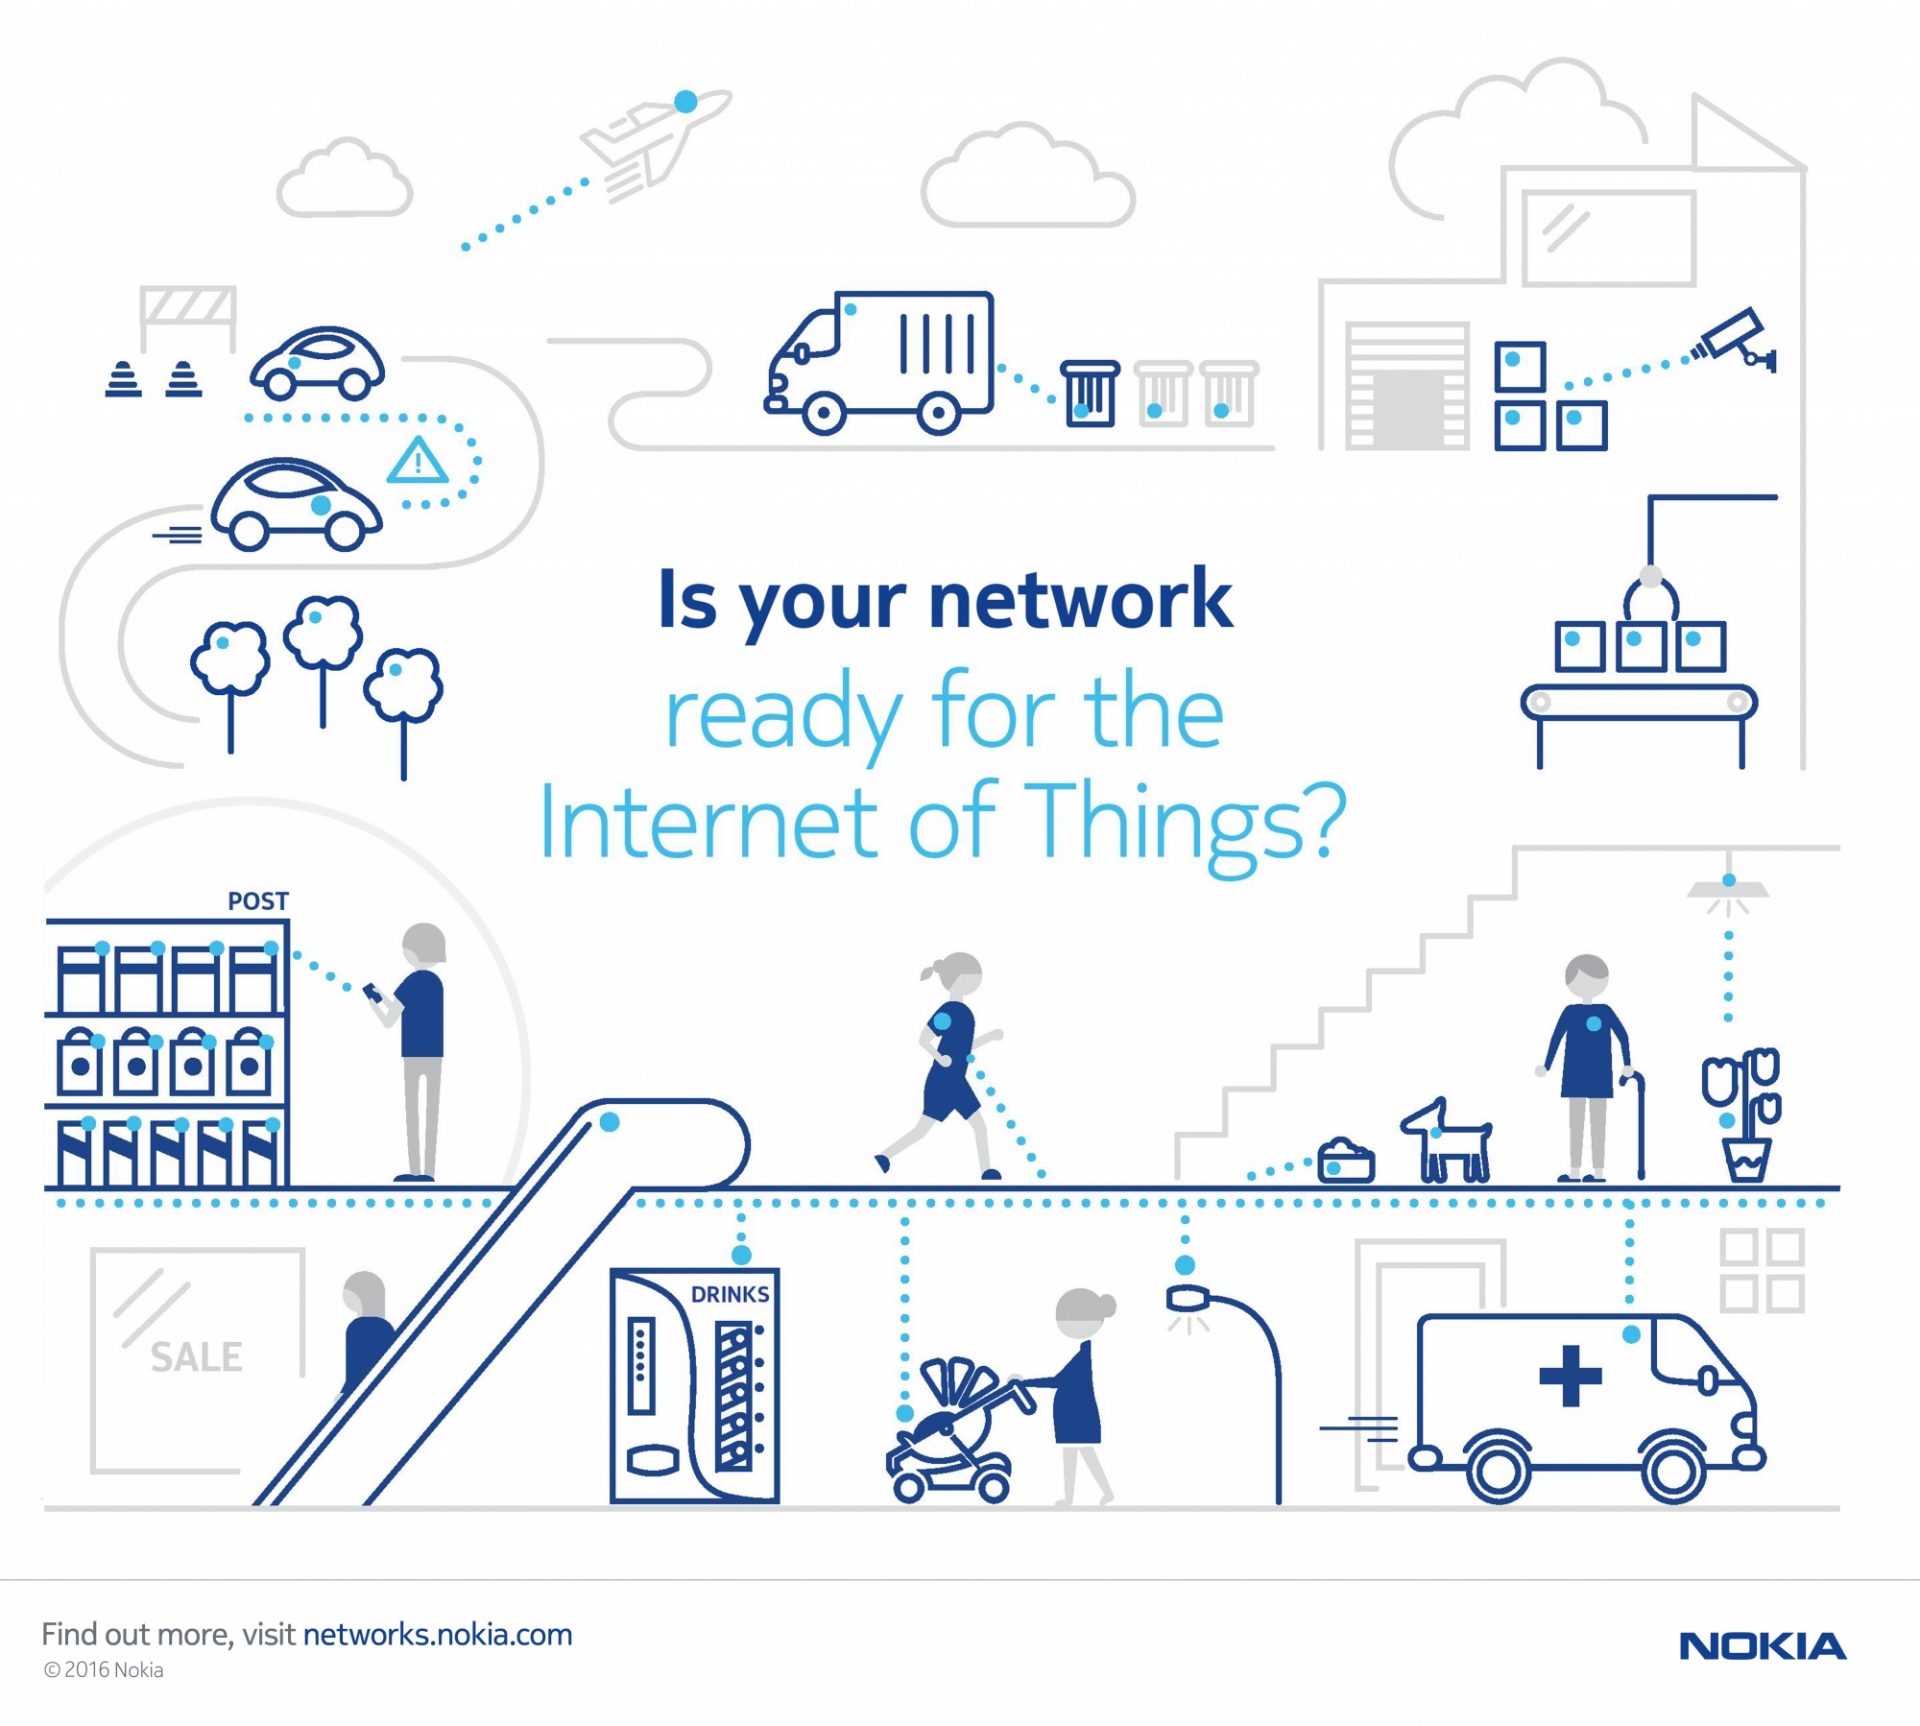 Is your network
ready for the
Internet of Things?
POST
DRINKS
SALE
Find out more, visit networks.nokia.com
© 2016 Nokia
NOKIA